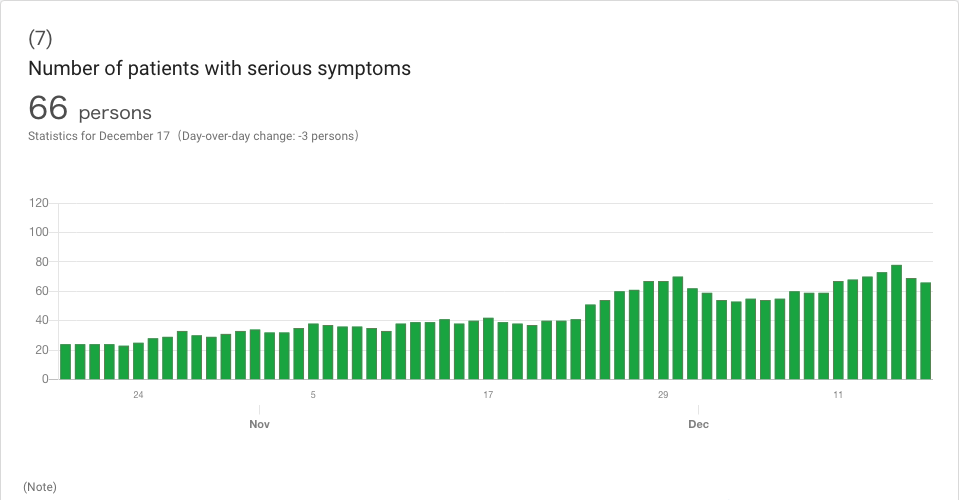 (7)
Number of patients with serious symptoms
66 persons
Statistics for December 17（Day-over-day change: -3 persons）
120
100
80
60
40
20
0
24 5 17 29 11
Nov Dec
(Note)